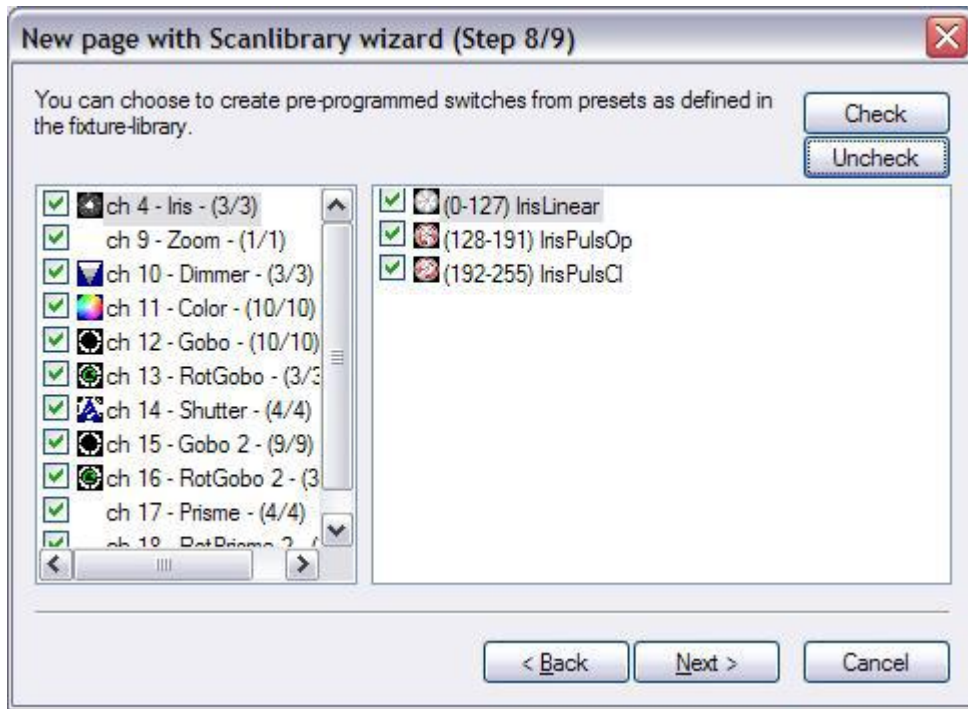 New page with Scanlibrary wizard (Step 8/9)
You can choose to create pre-programmed switches from presets as defined in
the fixture-library.
Check
Uncheck
ch 4 - Iris - (3/3)
ch 9 - Zoom - (1/1)
ch 10 - Dimmer - (3/3)
ch 11 - Color - (10/10)
ch 12 - Gobo - (10/10)
ch 13 - RotGobo - (3/3
ch 14 - Shutter - (4/4)
ch 15 - Gobo 2 - (9/9)
ch 16 - RotGobo 2 - (3
ch 17 - Prisme - (4/4)
ch 18 - RotPrisme 2 - (
(0-127) IrisLinear
(128-191) IrisPulsOp
(192-255) IrisPulsCl
< Back
Next >
Cancel